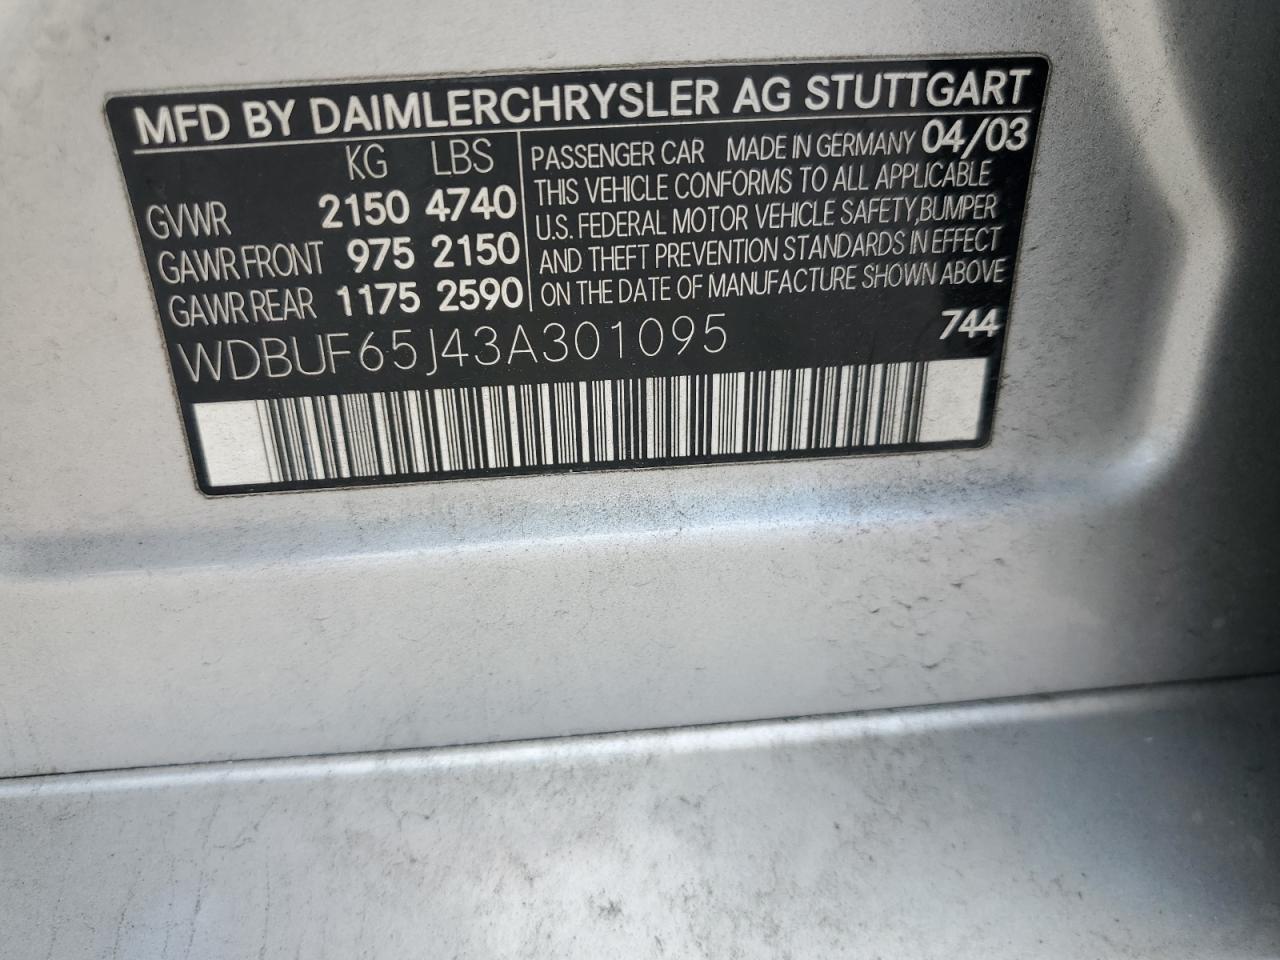 MFD BY DAIMLERCHRYSLER AG STUTTGART
KG LBS
GVWR 2150 4740
GAWR FRONT 975 2150
GAWR REAR 1175 2590
PASSENGER CAR MADE IN GERMANY 04/03
THIS VEHICLE CONFORMS TO ALL APPLICABLE
U.S. FEDERAL MOTOR VEHICLE SAFETY,BUMPER
AND THEFT PREVENTION STANDARDS IN EFFECT
ON THE DATE OF MANUFACTURE SHOWN ABOVE
WDBUF65J43A301095
744